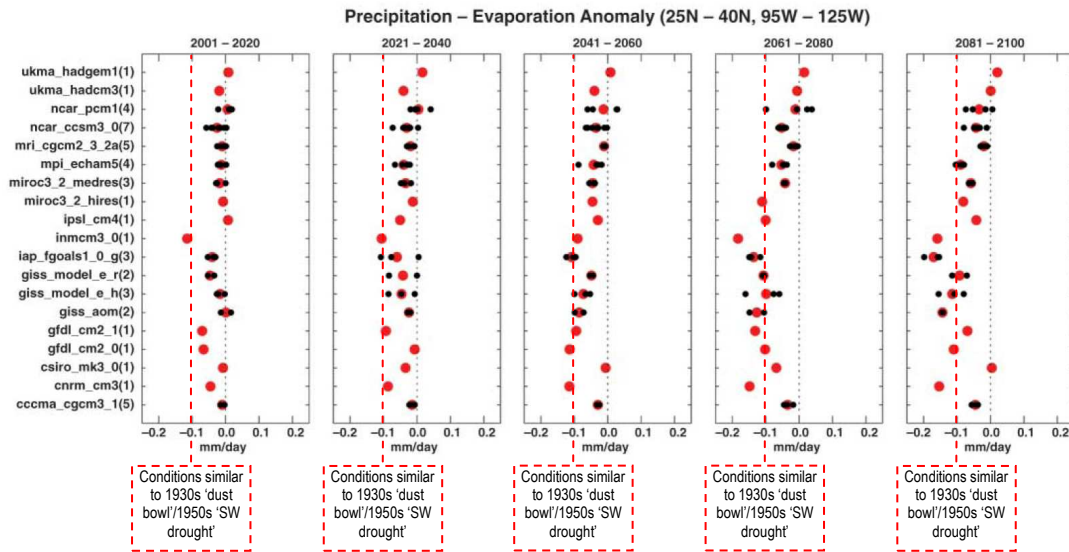 Precipitation – Evaporation Anomaly (25N – 40N, 95W – 125W)
2001 – 2020
2021 – 2040
2041 – 2060
2061 – 2080
2081 – 2100
ukma_hadgem1(1)
ukma_hadcm3(1)
ncar_pcm1(4)
ncar_ccsm3_0(7)
mri_cgcm2_3_2a(5)
mpi_echam5(4)
miroc3_2_medres(3)
miroc3_2_hires(1)
ipsl_cm4(1)
inmcm3_0(1)
iap_fgoals1_0_g(3)
giss_model_e_r(2)
giss_model_e_h(3)
giss_aom(2)
gfdl_cm2_1(1)
gfdl_cm2_0(1)
csiro_mk3_0(1)
cnrm_cm3(1)
cccma_cgcm3_1(5)
−0.2 −0.1 0.0 0.1
−0.2 −0.1 0.0 0.1 0.2
−0.2 −0.1 0.0 0.1 0.2
−0.2 −0.1 0.0 0.1 0.2
−0.2 −0.1 0.0 0.1 0.2
mm/day
mm/day
mm/day
mm/day
mm/day
Conditions similar
to 1930s ‘dust
bowl’/1950s ‘SW
drought’
Conditions similar
to 1930s ‘dust
bowl’/1950s ‘SW
drought’
Conditions similar
to 1930s ‘dust
bowl’/1950s ‘SW
drought’
Conditions similar
to 1930s ‘dust
bowl’/1950s ‘SW
drought’
Conditions similar
to 1930s ‘dust
bowl’/1950s ‘SW
drought’